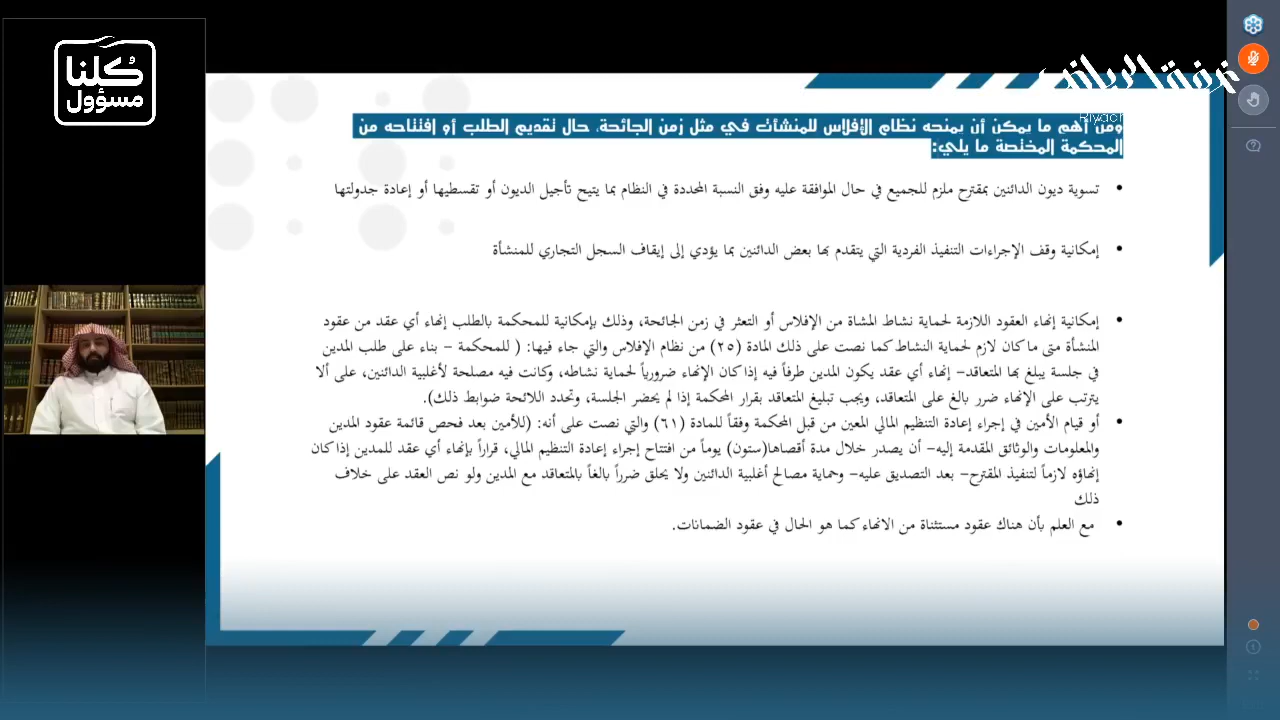 كلنا
مسؤول
غرفة الرياض
ومن أهم ما يمكن أن يمنحه نظام الإفلاس للمنشآت في مثل زمن الجائحة، حال تقديم الطلب أو افتتاحه من
المحكمة المختصة ما يلي:
• تسوية ديون الدائنين بمقترح ملزم للجميع في حال الموافقة عليه وفق النسبة المحددة في النظام بما يتيح تأجيل الديون أو تقسطيها أو إعادة جدولتها
• إمكانية وقف الإجراءات التنفيذ الفردية التي يتقدم بها بعض الدائنين بما يؤدي إلى إيقاف السجل التجاري للمنشأة
• إمكانية إنهاء العقود اللازمة لحماية نشاط المشاة من الإفلاس أو التعثر في زمن الجائحة، وذلك بإمكانية للمحكمة بالطلب إنهاء أي عقد من عقود
المنشأة متى ما كان لازم لحماية النشاط كما نصت على ذلك المادة (٢٥) من نظام الإفلاس والتي جاء فيها: ( للمحكمة - بناء على طلب المدين
في جلسة يبلغ بها المتعاقد- إنهاء أي عقد يكون المدين طرفاً فيه إذا كان الإنهاء ضرورياً لحماية نشاطه، وكانت فيه مصلحة لأغلبية الدائنين، على ألا
يترتب على الإنهاء ضرر بالغ على المتعاقد، ويجب تبليغ المتعاقد بقرار المحكمة إذا لم يحضر الجلسة، وتحدد اللائحة ضوابط ذلك).
• أو قيام الأمين في إجراء إعادة التنظيم المالي المعين من قبل المحكمة وفقاً للمادة (٦١) والتي نصت على أنه: (للأمين بعد فحص قائمة عقود المدين
والمعلومات والوثائق المقدمة إليه- أن يصدر خلال مدة أقصاها(ستون) يوماً من افتتاح إجراء إعادة التنظيم المالي، قراراً بإنهاء أي عقد للمدين إذا كان
إنهاؤه لازماً لتنفيذ المقترح- بعد التصديق عليه- وحماية مصالح أغلبية الدائنين ولا يحلق ضرراً بالغاً بالمتعاقد مع المدين ولو نص العقد على خلاف
ذلك
• مع العلم بأن هناك عقود مستثناة من الانهاء كما هو الحال في عقود الضمانات.